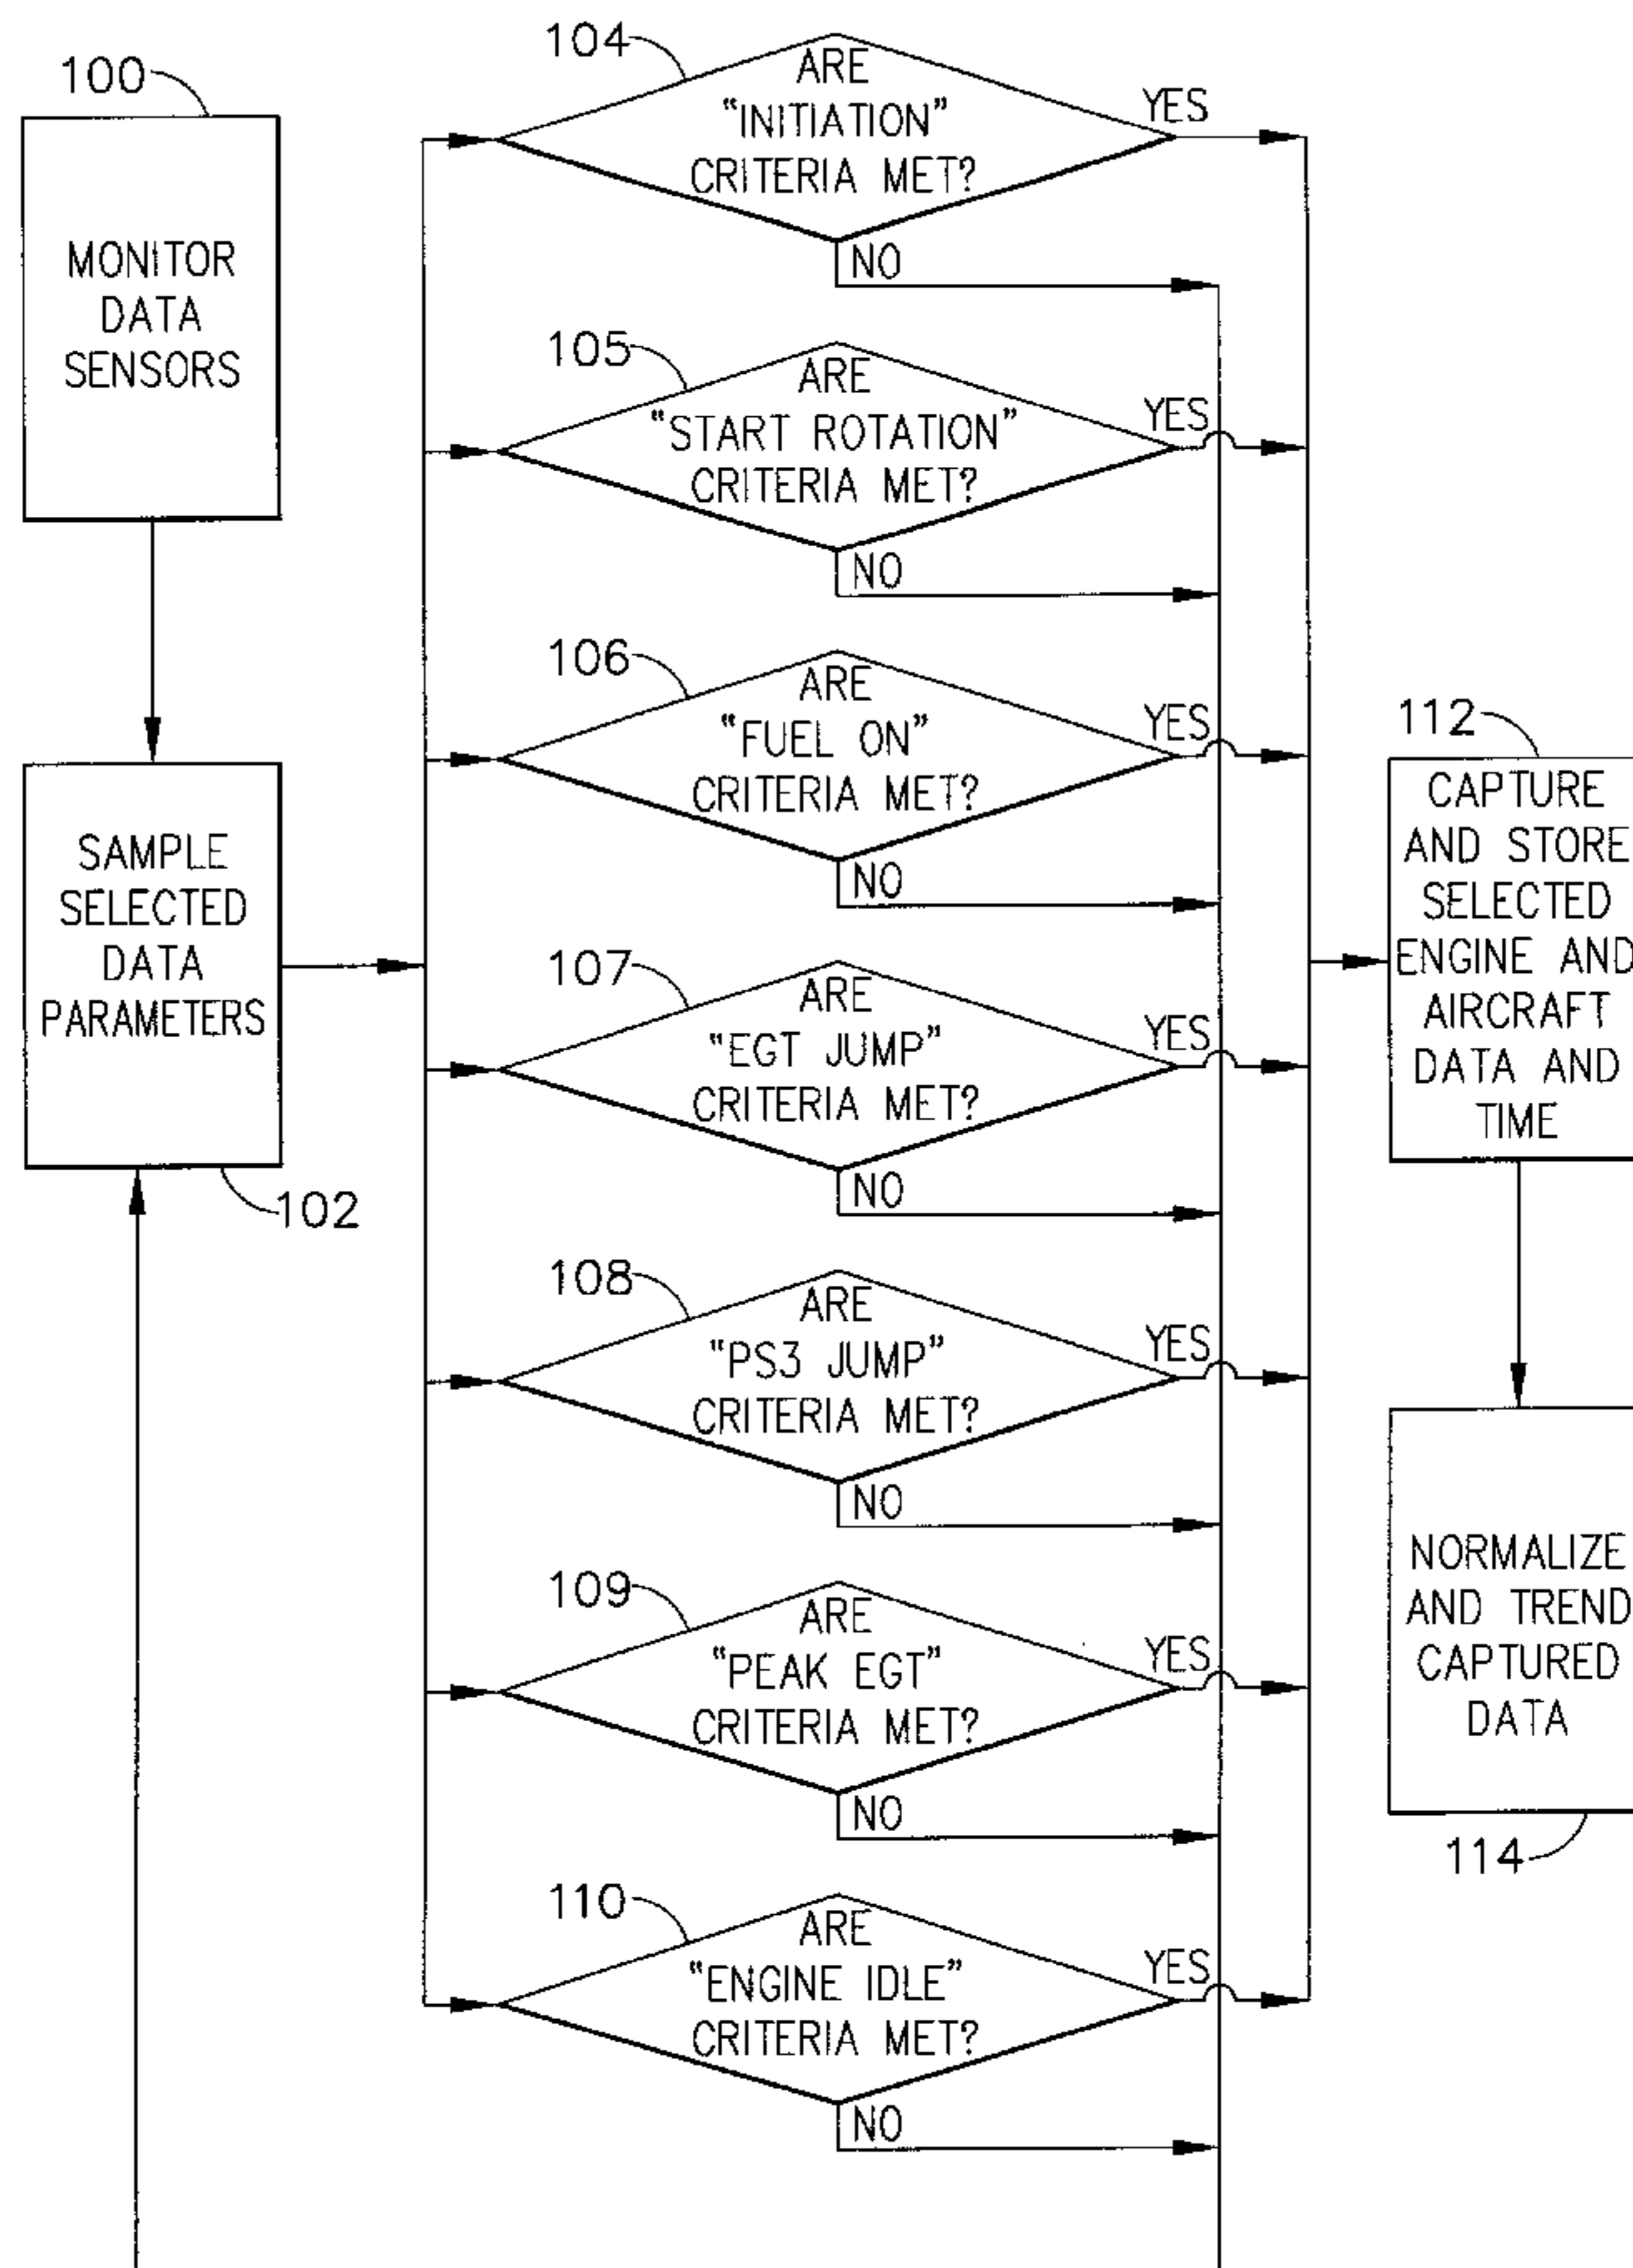 100
MONITOR
DATA
SENSORS
SAMPLE
SELECTED
DATA
PARAMETERS
102
104
ARE
"INITIATION"
CRITERIA MET?
YES
NO
105
ARE
"START ROTATION"
CRITERIA MET?
YES
NO
106
ARE
"FUEL ON"
CRITERIA MET?
YES
NO
107
ARE
"EGT JUMP"
CRITERIA MET?
YES
NO
108
ARE
"PS3 JUMP"
CRITERIA MET?
YES
NO
109
ARE
"PEAK EGT"
CRITERIA MET?
YES
NO
110
ARE
"ENGINE IDLE"
CRITERIA MET?
YES
NO
112
CAPTURE
AND STORE
SELECTED
ENGINE AND
AIRCRAFT
DATA AND
TIME
NORMALIZE
AND TREND
CAPTURED
DATA
114